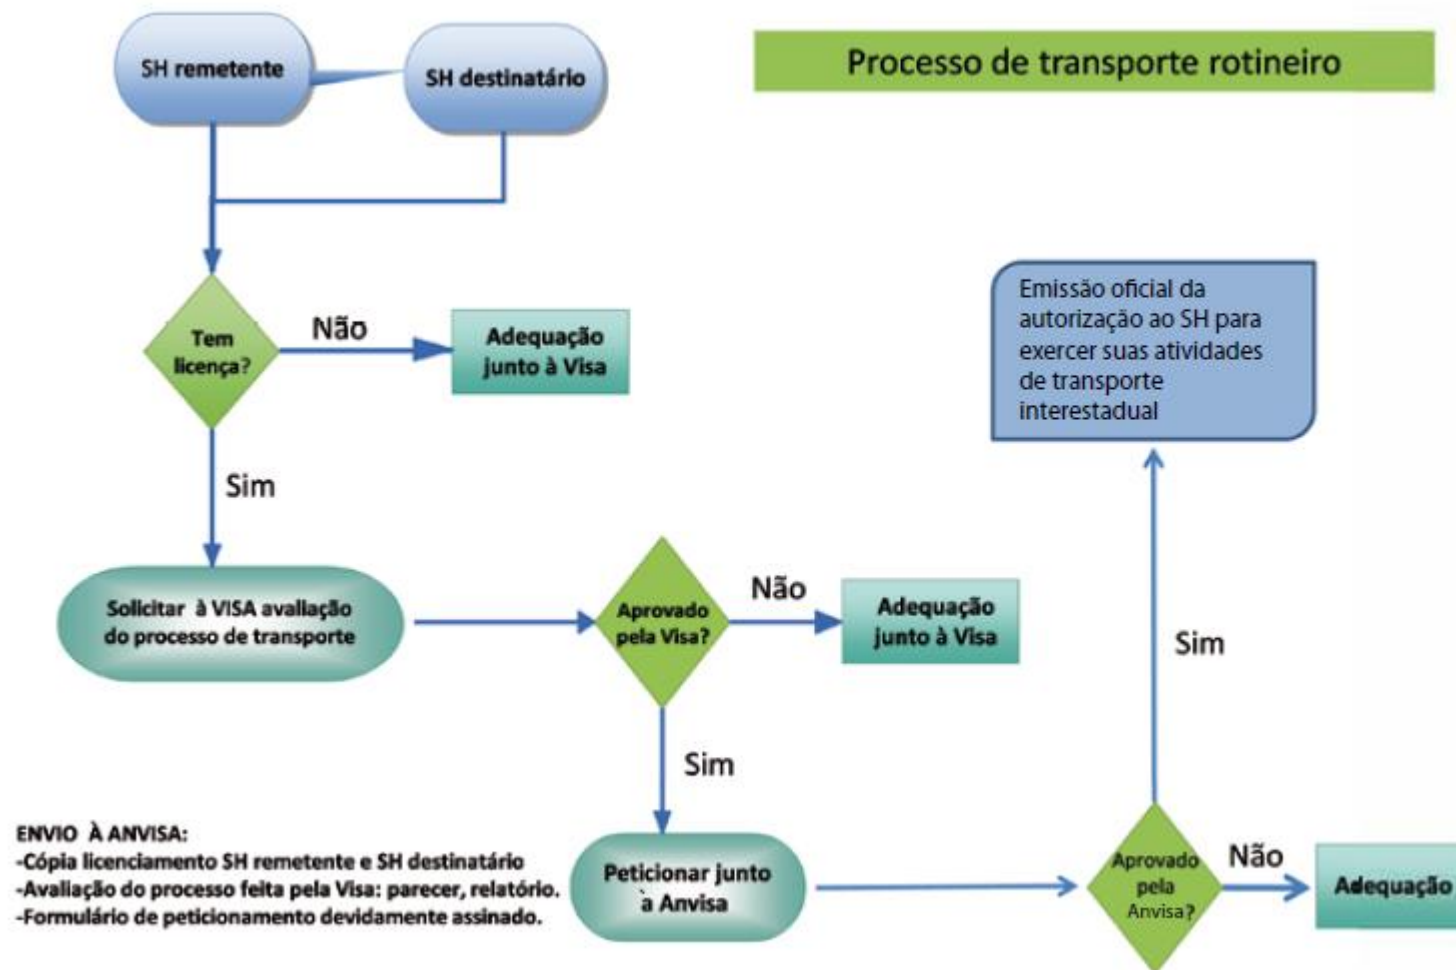 SH remetente
SH destinatário
Processo de transporte rotineiro
Tem
licença?
Não
Adequação
junto à Visa
Emissão oficial da
autorização ao SH para
exercer suas atividades
de transporte
interestadual
Sim
Solicitar à VISA avaliação
do processo de transporte
Aprovado
pela Visa?
Não
Adequação
junto à Visa
Sim
Sim
ENVIO À ANVISA:
-Cópia licenciamento SH remetente e SH destinatário
-Avaliação do processo feita pela Visa: parecer, relatório.
-Formulário de peticionamento devidamente assinado.
Peticionar junto
à Anvisa
Aprovado
pela
Anvisa?
Não
Adequação